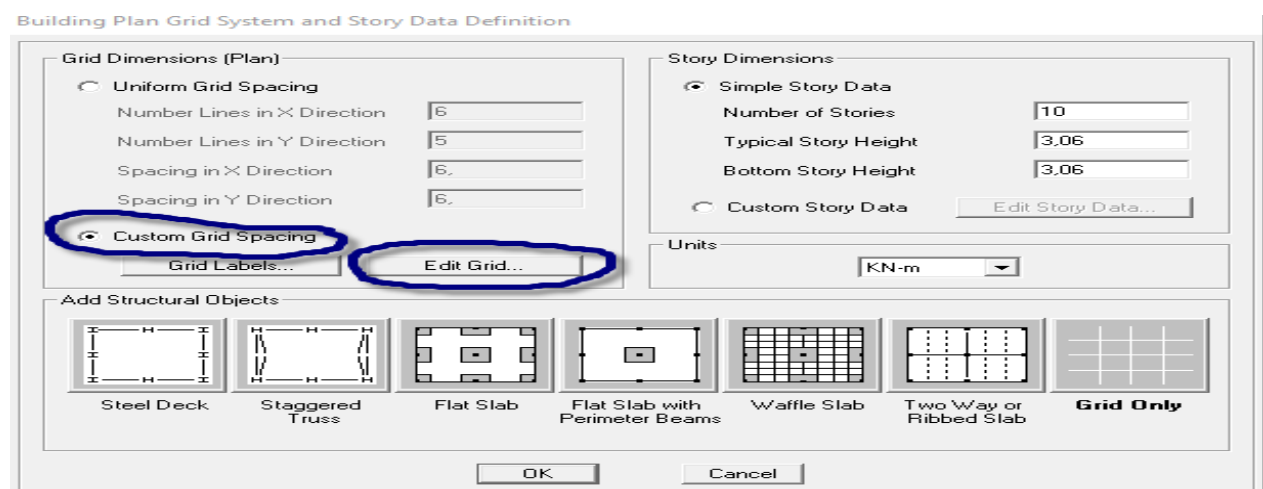 Building Plan Grid System and Story Data Definition
Grid Dimensions (Plan)
Uniform Grid Spacing
Number Lines in X Direction 6
Number Lines in Y Direction 5
Spacing in X Direction 6,
Spacing in Y Direction 6,
Custom Grid Spacing
Grid Labels... Edit Grid...
Story Dimensions
Simple Story Data
Number of Stories 10
Typical Story Height 3,06
Bottom Story Height 3,06
Custom Story Data Edit Story Data...
Units
KN-m
Add Structural Objects
Steel Deck
Staggered
Truss
Flat Slab
Flat Slab with
Perimeter Beams
Waffle Slab
Two Way or
Ribbed Slab
Grid Only
OK Cancel